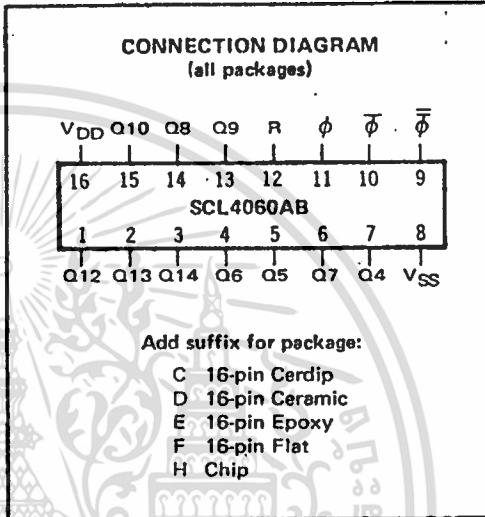 CONNECTION DIAGRAM
(all packages)
VDD Q10 Q8 Q9 R ϕ ϕ̅ ϕ̿
16 15 14 13 12 11 10 9
SCL4060AB
1 2 3 4 5 6 7 8
Q12 Q13 Q14 Q6 Q5 Q7 Q4 VSS
Add suffix for package:
C 16-pin Cerdip
D 16-pin Ceramic
E 16-pin Epoxy
F 16-pin Flat
H Chip